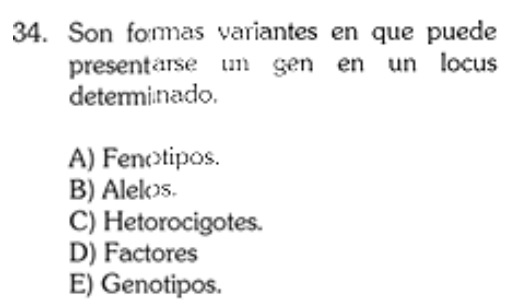 34. Son formas variantes en que puede
presentarse un gen en un locus
determinado.
A) Fenotipos.
B) Alelos.
C) Hetorocigotes.
D) Factores
E) Genotipos.